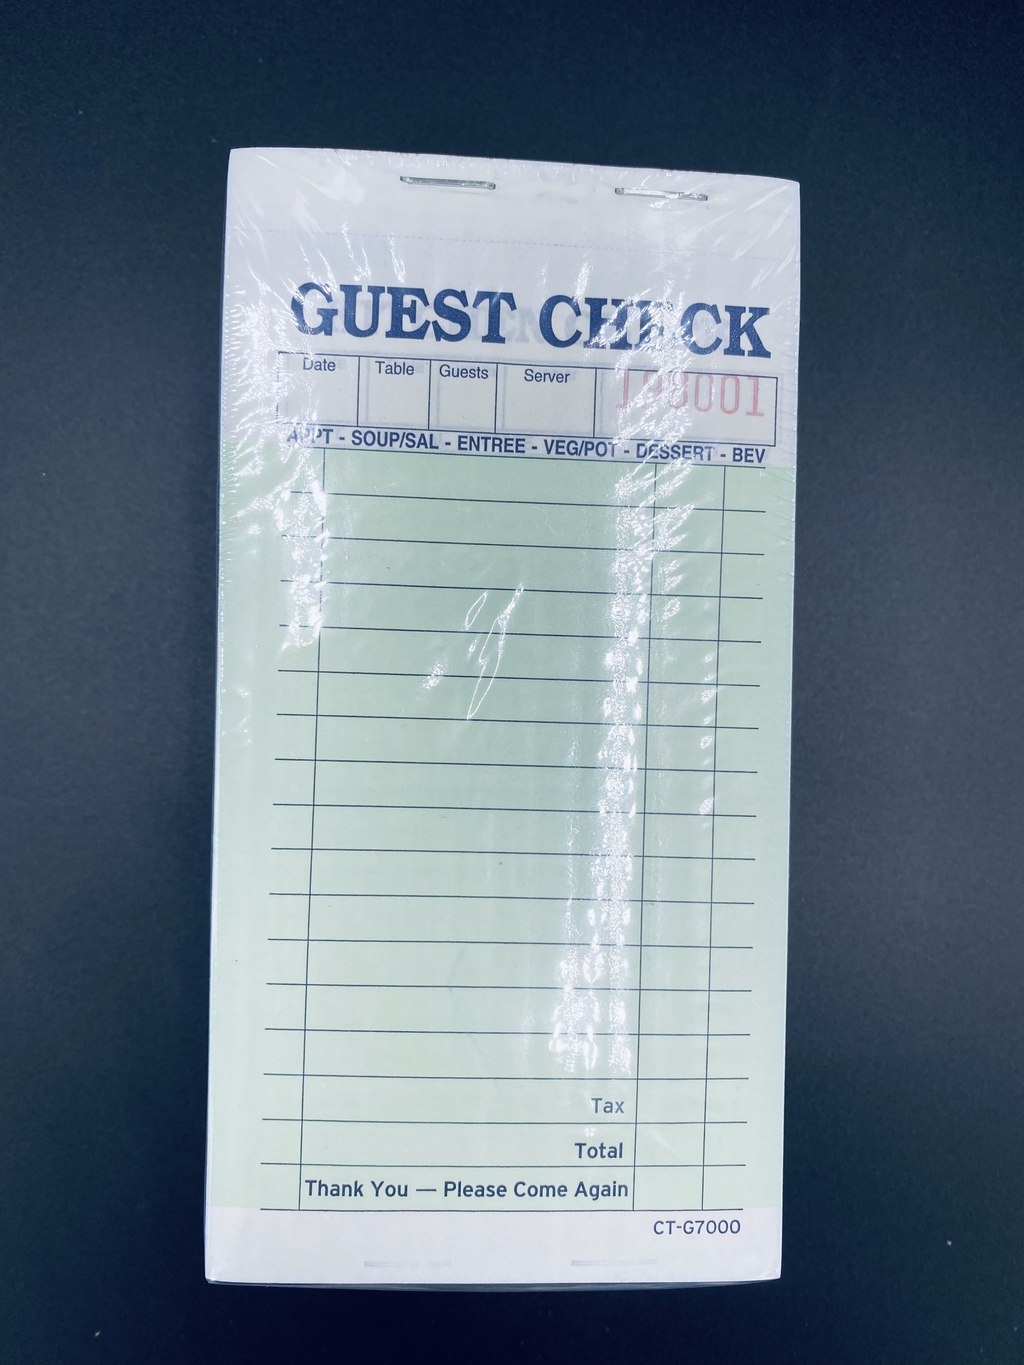 GUEST CHECK
Date Table Guests Server 198001
APPT - SOUP/SAL - ENTREE - VEG/POT - DESSERT - BEV
Tax
Total
Thank You — Please Come Again
CT-G7000